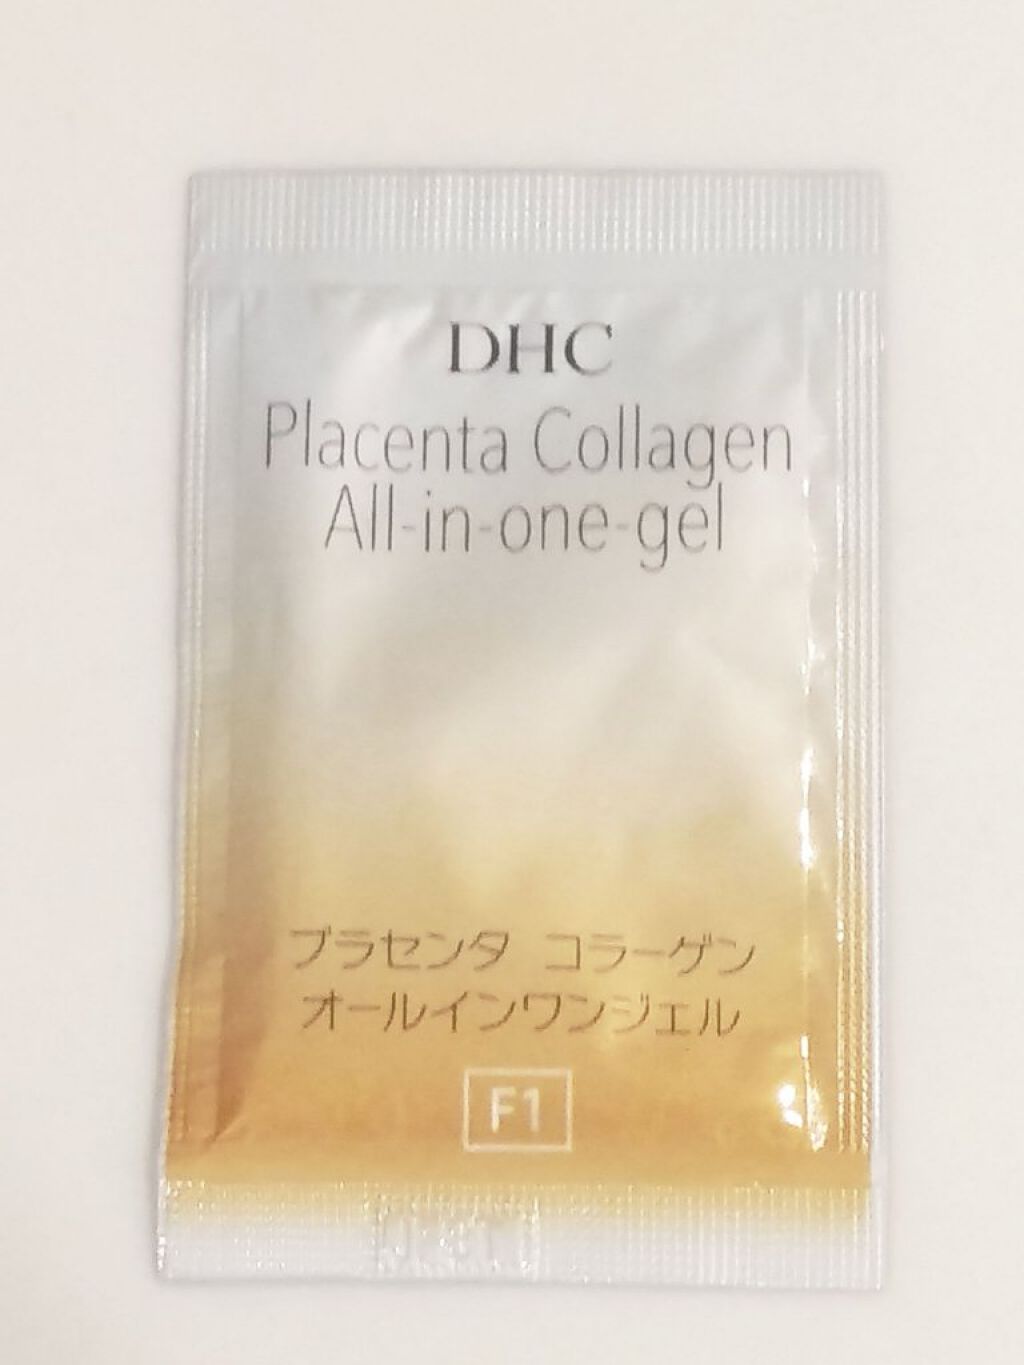 DHC
Placenta Collagen
All-in-one-gel
プラセンタ コラーゲン
オールインワンジェル
F1